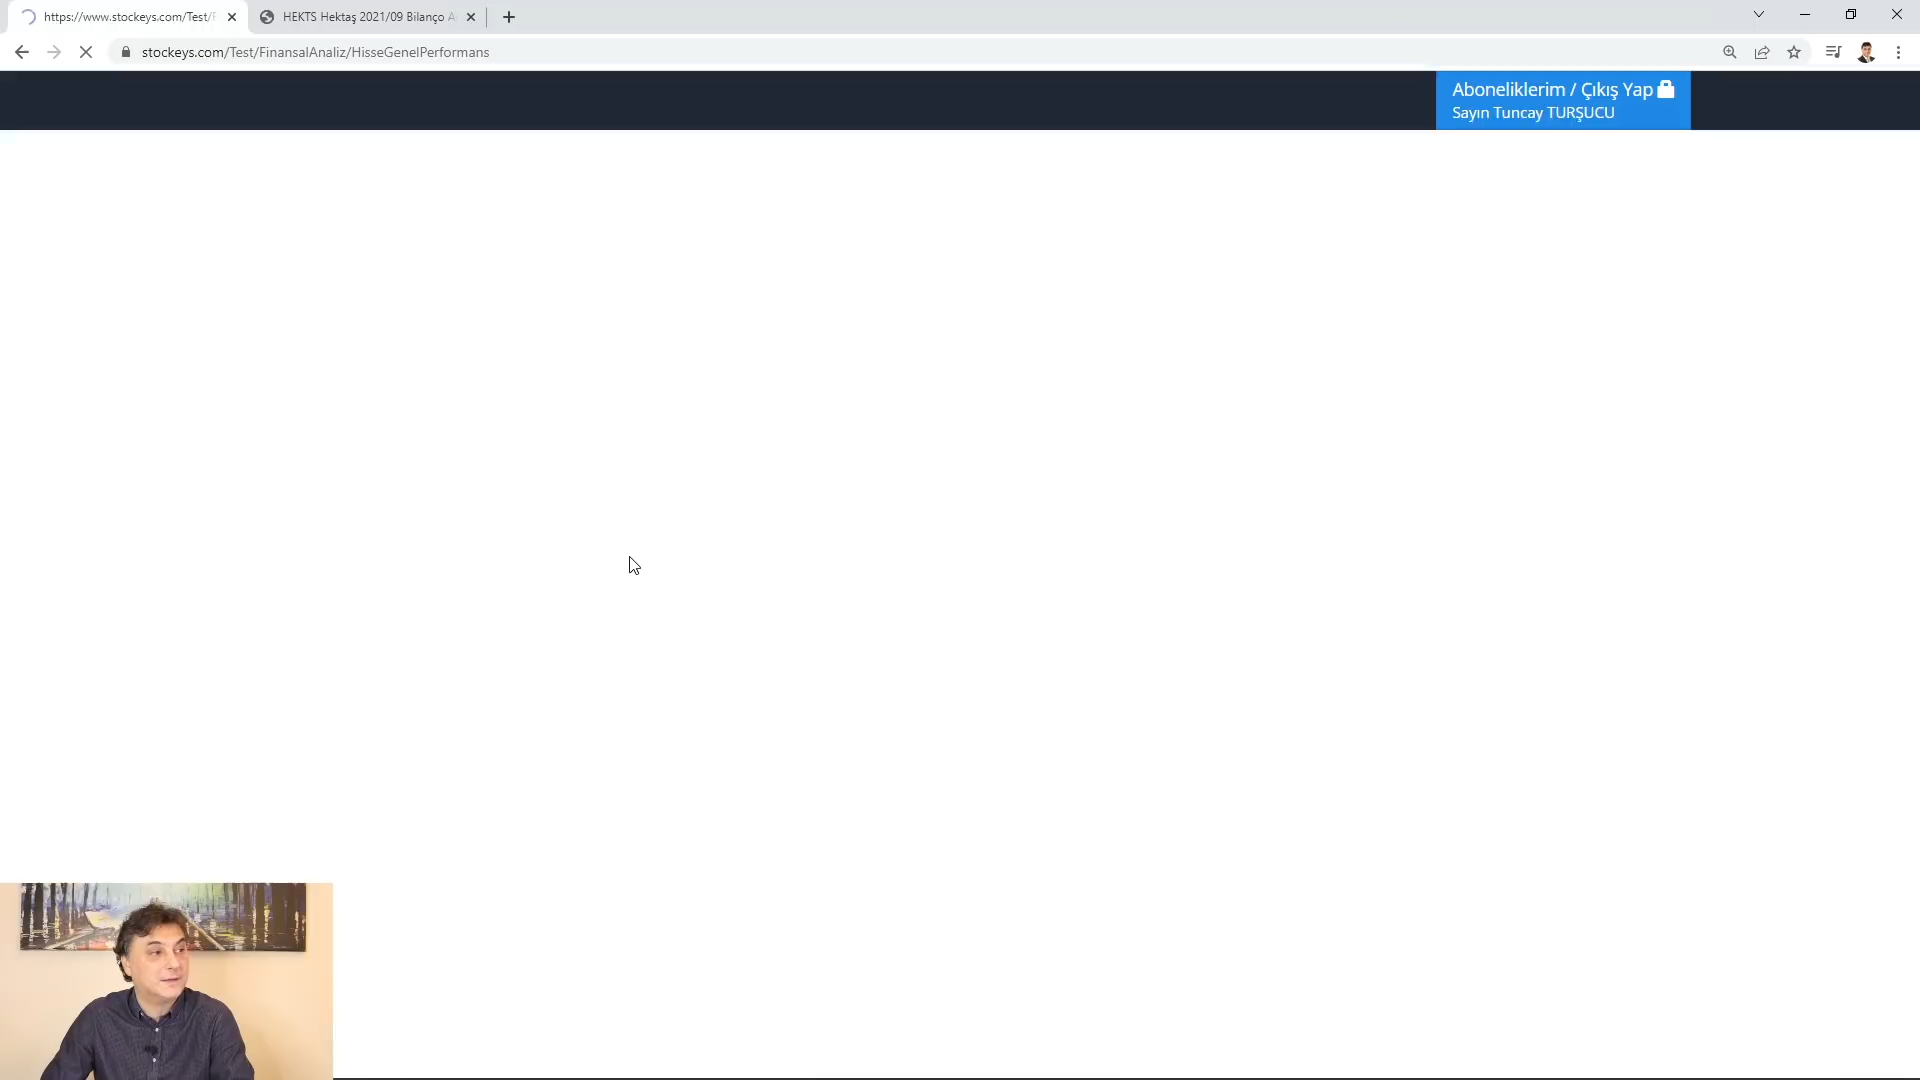 https://www.stockeys.com/Test/
HEKTS Hektaş 2021/09 Bilanço
stockeys.com/Test/FinansalAnaliz/HisseGenelPerformans
Aboneliklerim / Çıkış Yap
Sayın Tuncay TURŞUCU